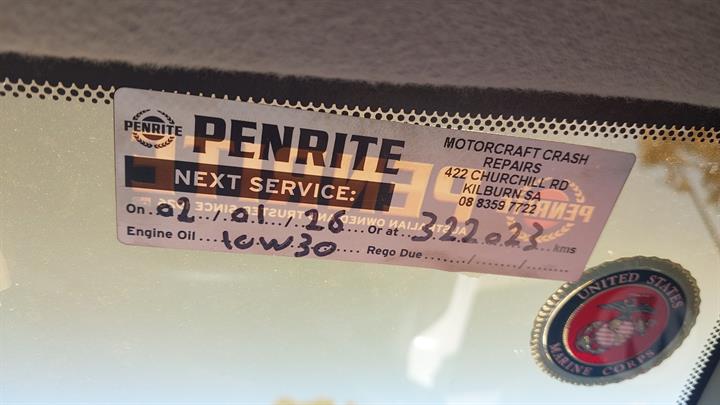 PENRITE
PENRITE
NEXT SERVICE:
MOTORCRAFT CRASH
REPAIRS
422 CHURCHILL RD
KILBURN SA
08 8359 7722
On 02/01/26 Or at 322023 kms
Engine Oil 10W30 Rego Due ....../....../......
UNITED STATES
MARINE CORPS